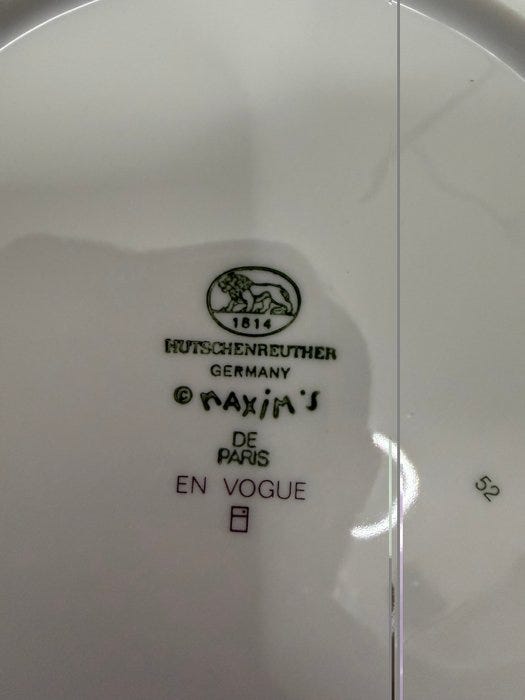 1814
HUTSCHENREUTHER
GERMANY
© MAXIM'S
DE
PARIS
EN VOGUE
52